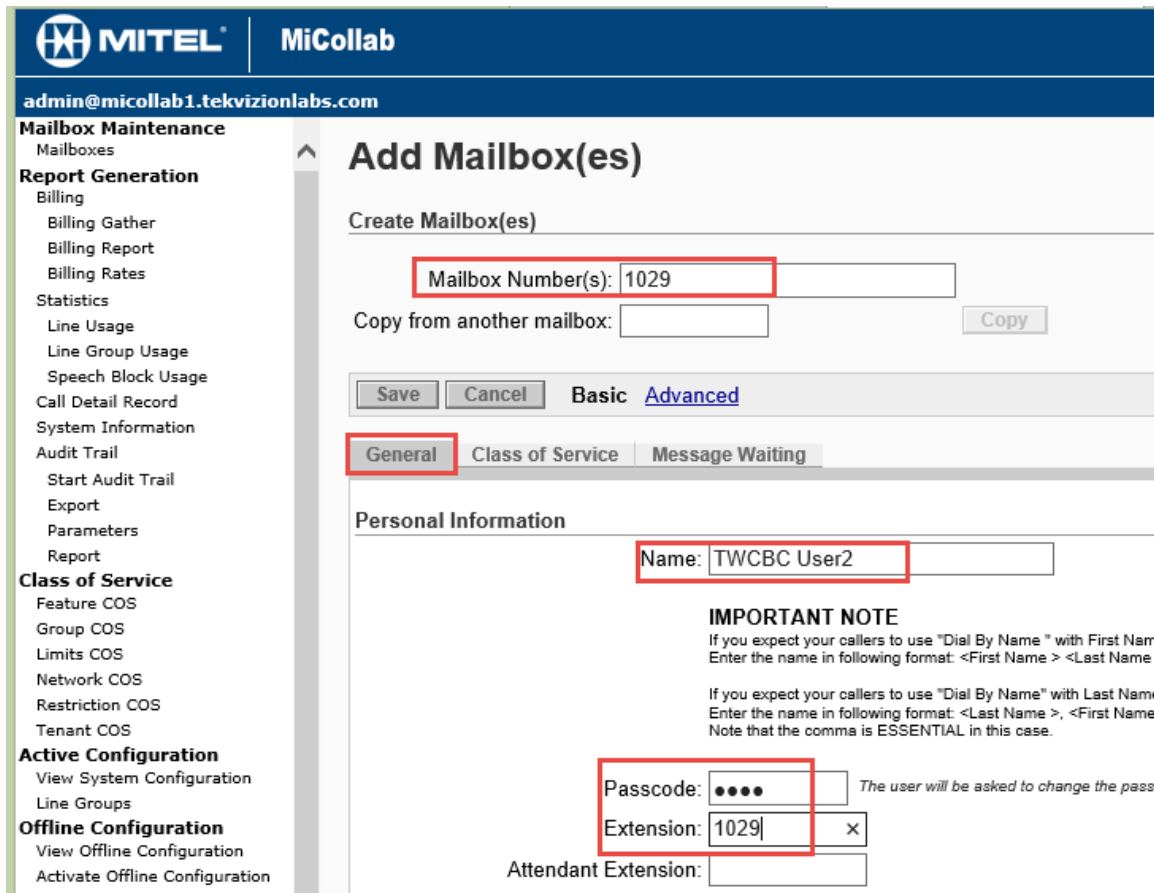 MITEL MiCollab
admin@micollab1.tekvizionlabs.com
Mailbox Maintenance
Mailboxes
Report Generation
Billing
Billing Gather
Billing Report
Billing Rates
Statistics
Line Usage
Line Group Usage
Speech Block Usage
Call Detail Record
System Information
Audit Trail
Start Audit Trail
Export
Parameters
Report
Class of Service
Feature COS
Group COS
Limits COS
Network COS
Restriction COS
Tenant COS
Active Configuration
View System Configuration
Line Groups
Offline Configuration
View Offline Configuration
Activate Offline Configuration
Add Mailbox(es)
Create Mailbox(es)
Mailbox Number(s): 1029
Copy from another mailbox: Copy
Save Cancel Basic Advanced
General Class of Service Message Waiting
Personal Information
Name: TWCBC User2
IMPORTANT NOTE
If you expect your callers to use "Dial By Name " with First Nam
Enter the name in following format: <First Name > <Last Name
If you expect your callers to use "Dial By Name" with Last Name
Enter the name in following format: <Last Name >, <First Name
Note that the comma is ESSENTIAL in this case.
Passcode: •••• The user will be asked to change the pass
Extension: 1029 ×
Attendant Extension: